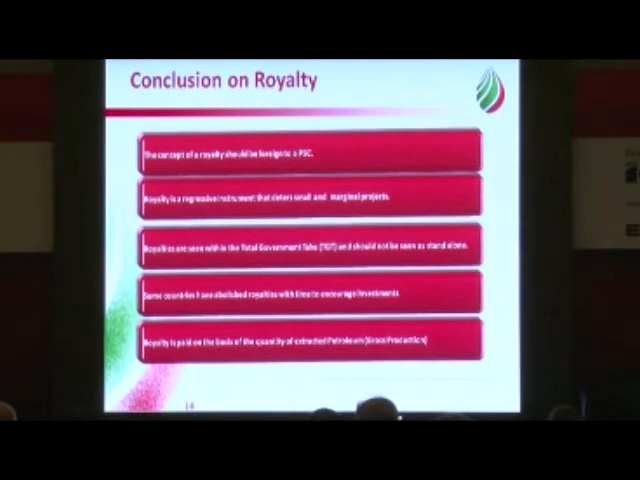 Conclusion on Royalty
The concept of a royalty should be foreign to a PSC.
Royalty is a regressive instrument that deters small and marginal projects.
Royalties are seen within the Total Government Take (TGT) and should not be seen as stand alone.
Some countries have abolished royalties with time to encourage investments
Royalty is paid on the basis of the quantity of extracted Petroleum (Gross Production)
14